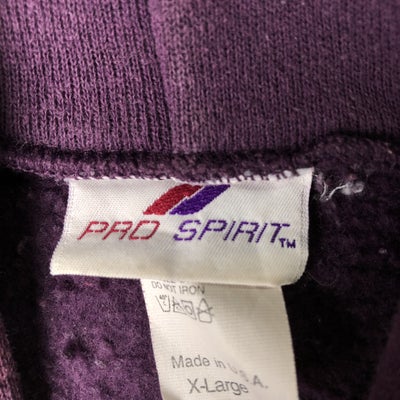 PRO SPIRIT™
DO NOT IRON
Made in U.S.A.
X-Large